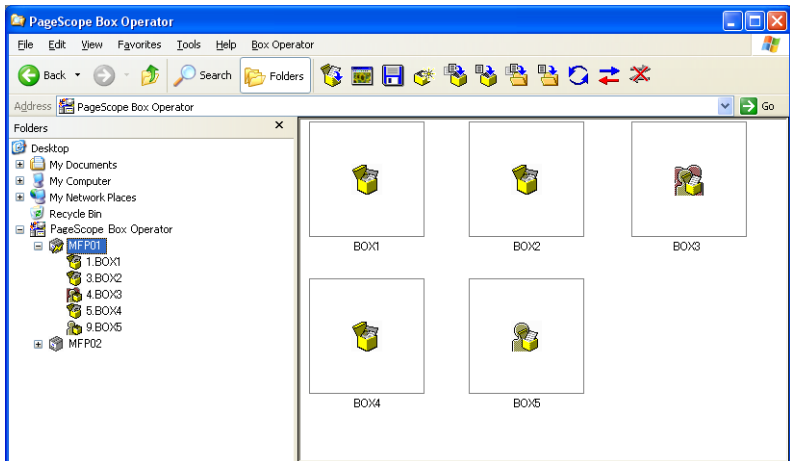 PageScope Box Operator
File Edit View Favorites Tools Help Box Operator
Back Search Folders
Address PageScope Box Operator Go
Folders x
Desktop
My Documents
My Computer
My Network Places
Recycle Bin
PageScope Box Operator
MFP01
1.BOX1
3.BOX2
4.BOX3
5.BOX4
9.BOX5
MFP02
BOX1 BOX2 BOX3
BOX4 BOX5